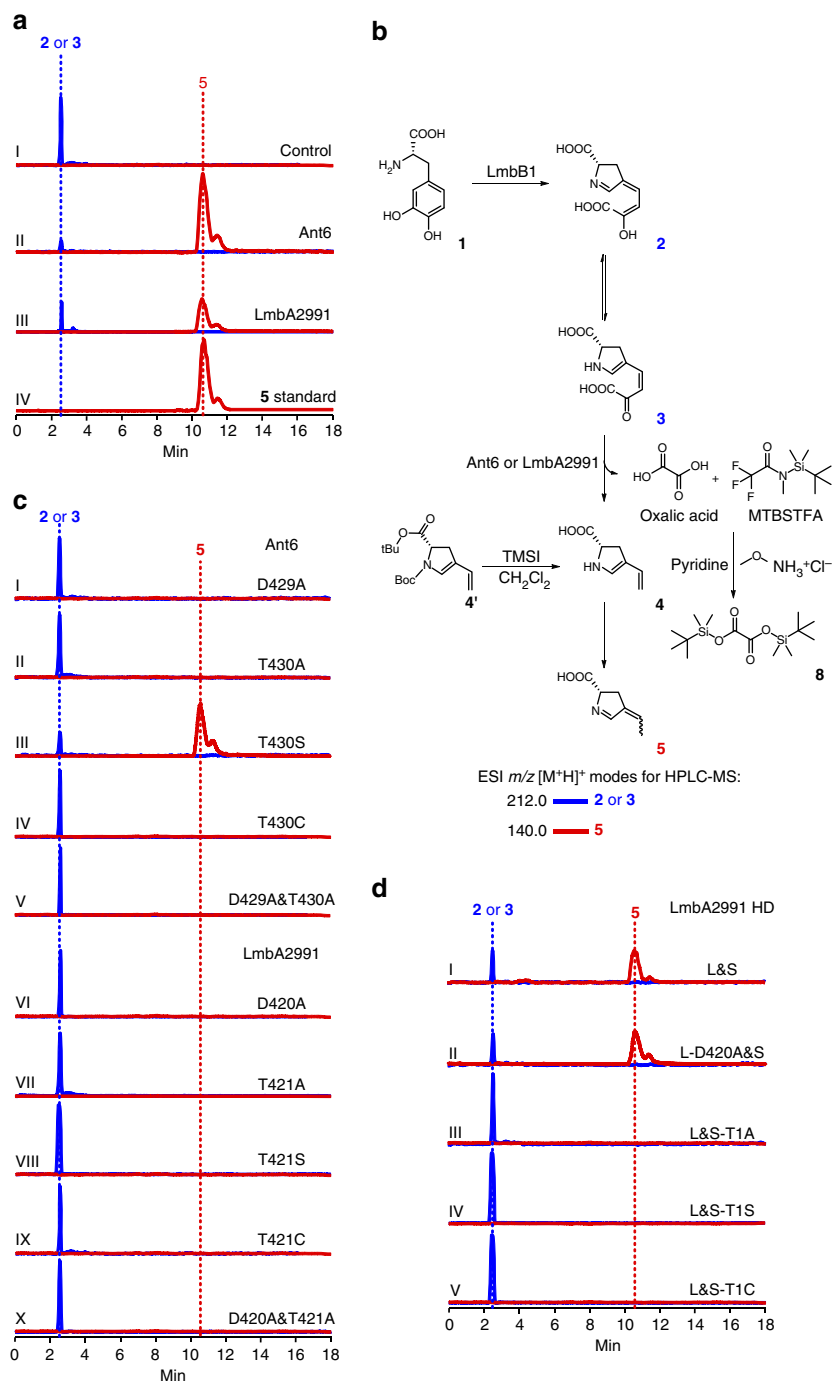 a
2 or 3
5
I
Control
II
Ant6
III
LmbA2991
IV
5 standard
0 2 4 6 8 10 12 14 16 18
Min
b
COOH
H2N
HO
OH
1
LmbB1
HOOC
N
HOOC
OH
2
HOOC
HN
HOOC
O
3
Ant6 or LmbA2991
O
HO
OH
O
Oxalic acid
+
O
F
F
F
N
Si
MTBSTFA
O
tBu
O
N
Boc
4'
TMSI
CH2Cl2
HOOC
HN
4
Pyridine
O
NH3+Cl–
Si
O
O
O
O
Si
8
HOOC
N
5
ESI m/z [M+H]+ modes for HPLC-MS:
212.0 2 or 3
140.0 5
c
2 or 3
5
Ant6
I
D429A
II
T430A
III
T430S
IV
T430C
V
D429A&T430A
LmbA2991
VI
D420A
VII
T421A
VIII
T421S
IX
T421C
X
D420A&T421A
0 2 4 6 8 10 12 14 16 18
Min
d
2 or 3
5
LmbA2991 HD
I
L&S
II
L-D420A&S
III
L&S-T1A
IV
L&S-T1S
V
L&S-T1C
0 2 4 6 8 10 12 14 16 18
Min